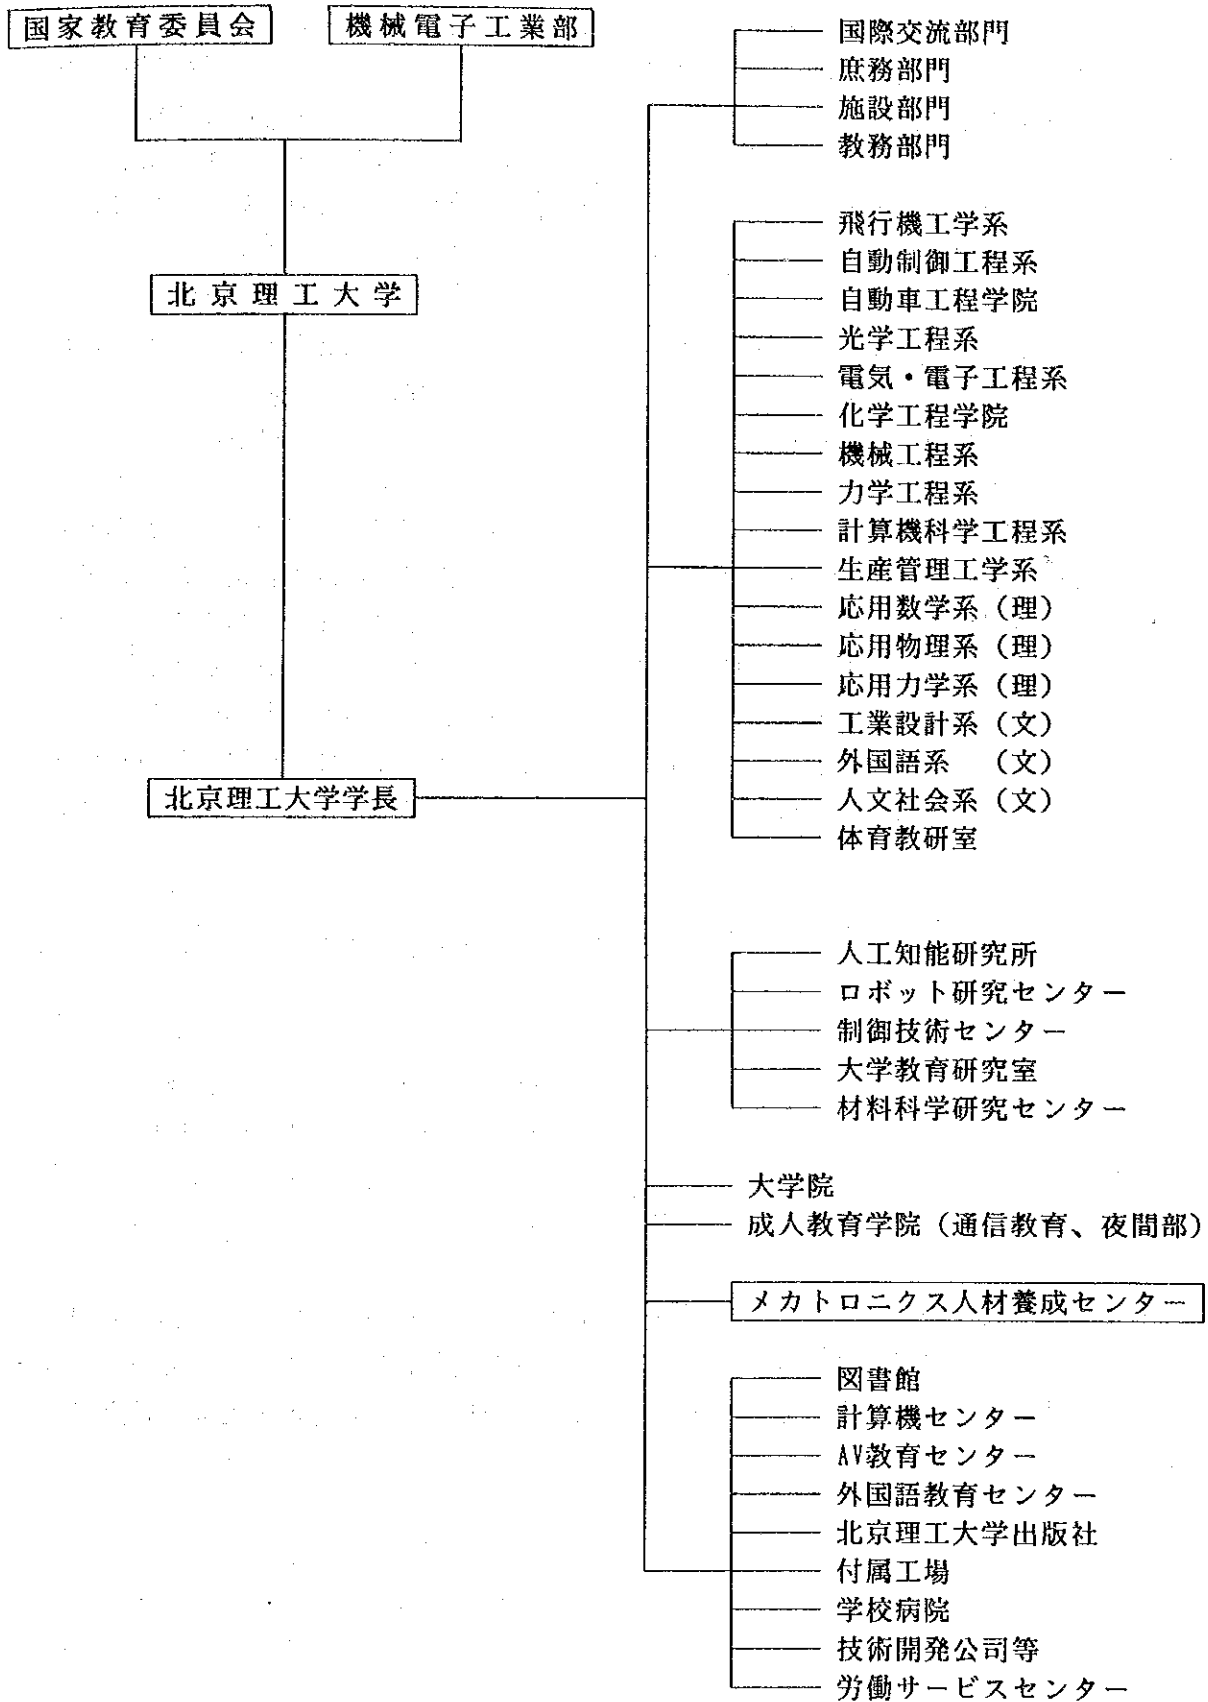 国家教育委員会
機械電子工業部
北京理工大学
北京理工大学学長
国際交流部門
庶務部門
施設部門
教務部門
飛行機工学系
自動制御工程系
自動車工程学院
光学工程系
電気・電子工程系
化学工程学院
機械工程系
力学工程系
計算機科学工程系
生産管理工学系
応用数学系（理）
応用物理系（理）
応用力学系（理）
工業設計系（文）
外国語系　（文）
人文社会系（文）
体育教研室
人工知能研究所
ロボット研究センター
制御技術センター
大学教育研究室
材料科学研究センター
大学院
成人教育学院（通信教育、夜間部）
メカトロニクス人材養成センター
図書館
計算機センター
AV教育センター
外国語教育センター
北京理工大学出版社
付属工場
学校病院
技術開発公司等
労働サービスセンター